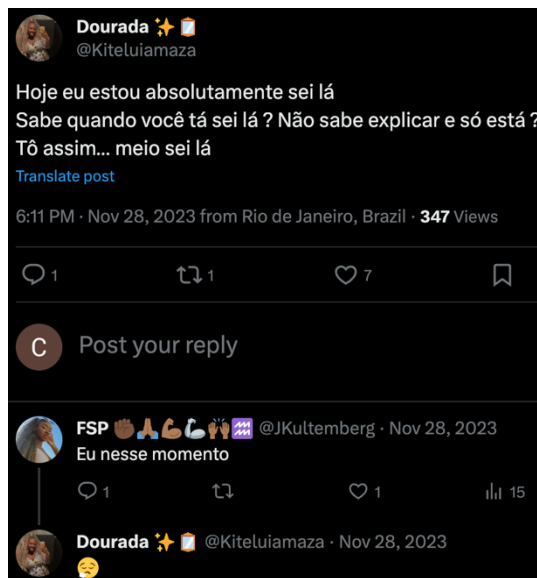 Dourada ✨📋
@Kiteluiamaza
Hoje eu estou absolutamente sei lá
Sabe quando você tá sei lá ? Não sabe explicar e só está ?
Tô assim... meio sei lá
Translate post
6:11 PM · Nov 28, 2023 from Rio de Janeiro, Brazil · 347 Views
1 1 7
C Post your reply
FSP ✊🏾🙏🏽💪🏽🦾🙌🏽♒ @JKultemberg · Nov 28, 2023
Eu nesse momento
1 1 15
Dourada ✨📋 @Kiteluiamaza · Nov 28, 2023
😮‍💨